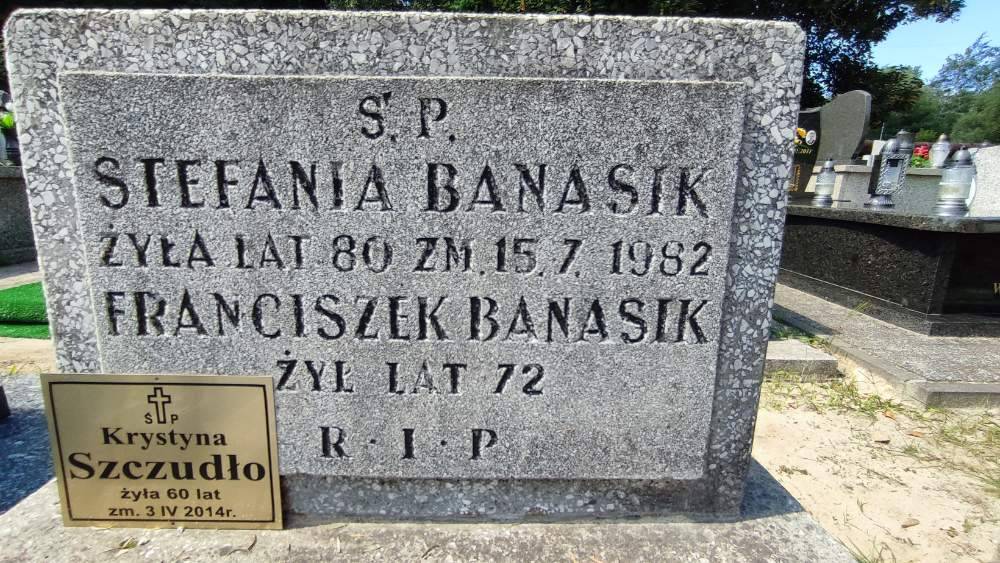 Ś. P.
STEFANIA BANASIK
ŻYŁA LAT 80 ZM. 15. 7. 1982
FRANCISZEK BANASIK
ŻYŁ LAT 72
R · I · P
Ś P
Krystyna
Szczudło
żyła 60 lat
zm. 3 IV 2014r.